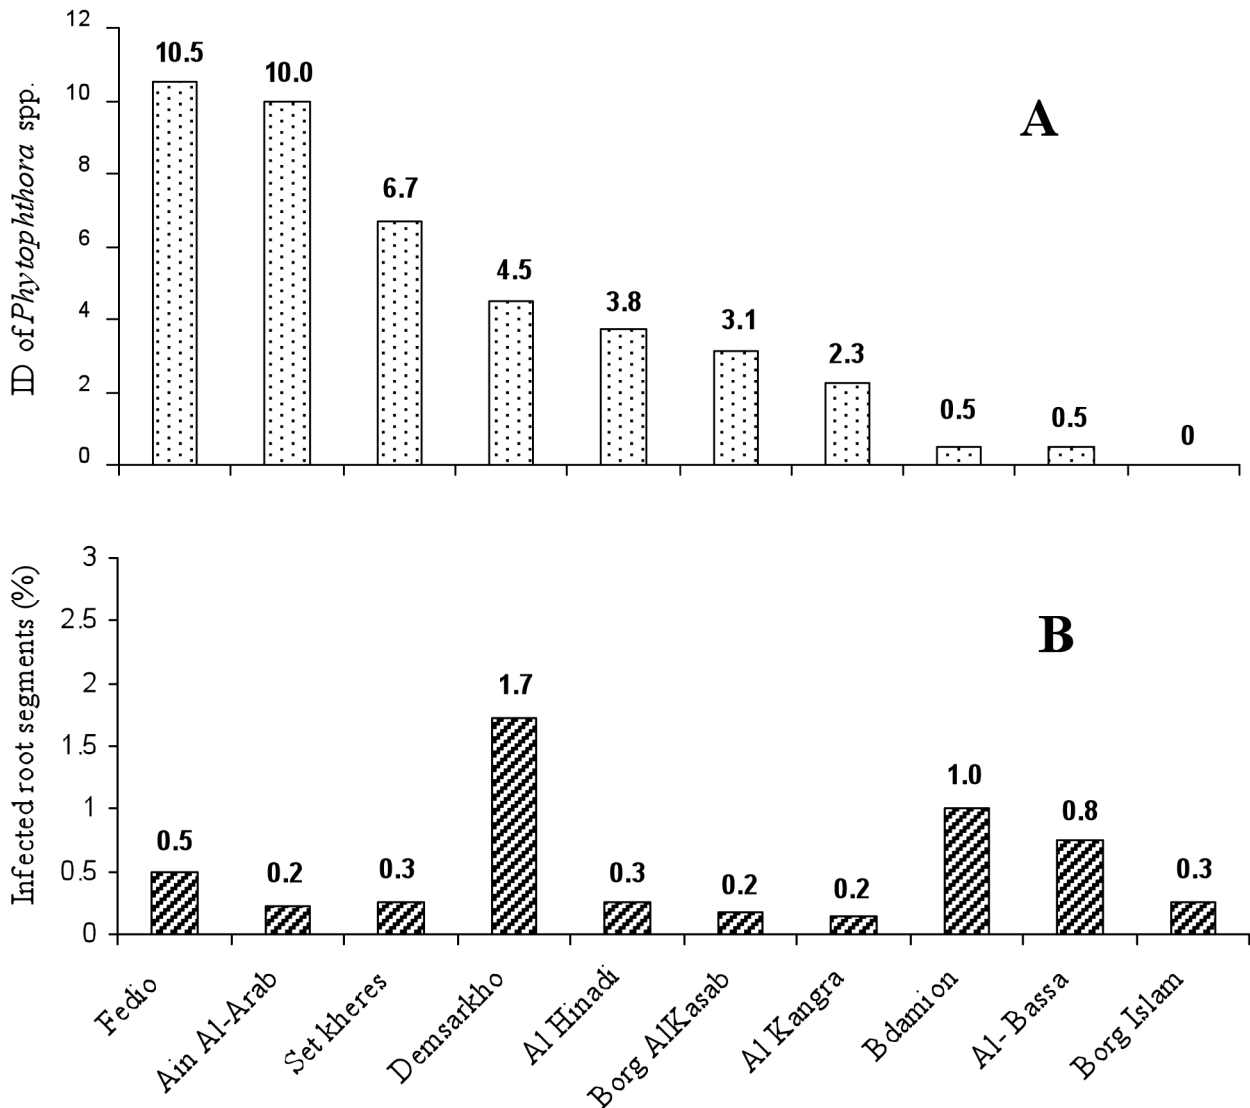 12
10
8
6
4
2
0
ID of Phytophthora spp.
10.5
10.0
6.7
4.5
3.8
3.1
2.3
0.5
0.5
0
A
3
2.5
2
1.5
1
0.5
0
Infected root segments (%)
0.5
0.2
0.3
1.7
0.3
0.2
0.2
1.0
0.8
0.3
B
Fedio
Ain Al-Arab
Set kheres
Demsarkho
Al Hinadi
Borg AlKasab
Al Kangra
Bdamion
Al- Bassa
Borg Islam